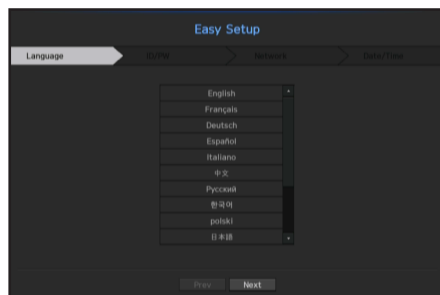 Easy Setup
Language
ID/PW
Network
Date/Time
English
Français
Deutsch
Español
Italiano
中文
Русский
한국어
polski
日本語
Prev
Next